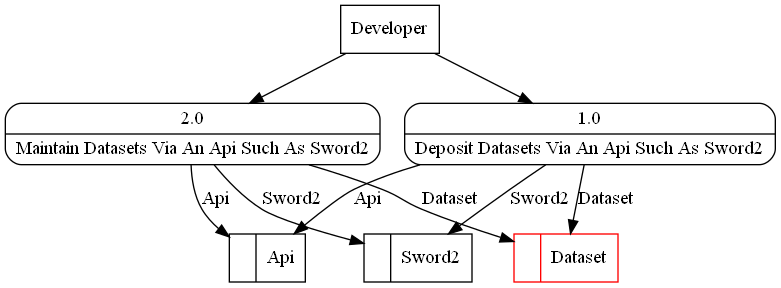 Developer
2.0
Maintain Datasets Via An Api Such As Sword2
1.0
Deposit Datasets Via An Api Such As Sword2
Api
Sword2
Dataset
Api
Sword2
Dataset
Api
Sword2
Dataset